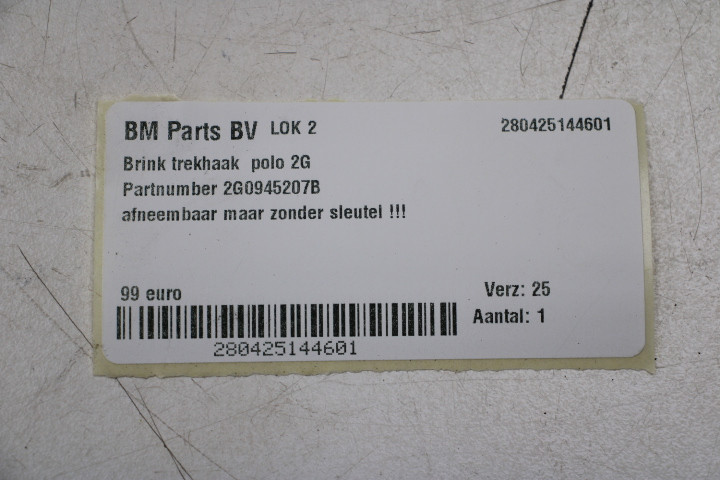 BM Parts BV LOK 2 280425144601
Brink trekhaak polo 2G
Partnumber 2G0945207B
afneembaar maar zonder sleutel !!!
99 euro Verz: 25
Aantal: 1
280425144601